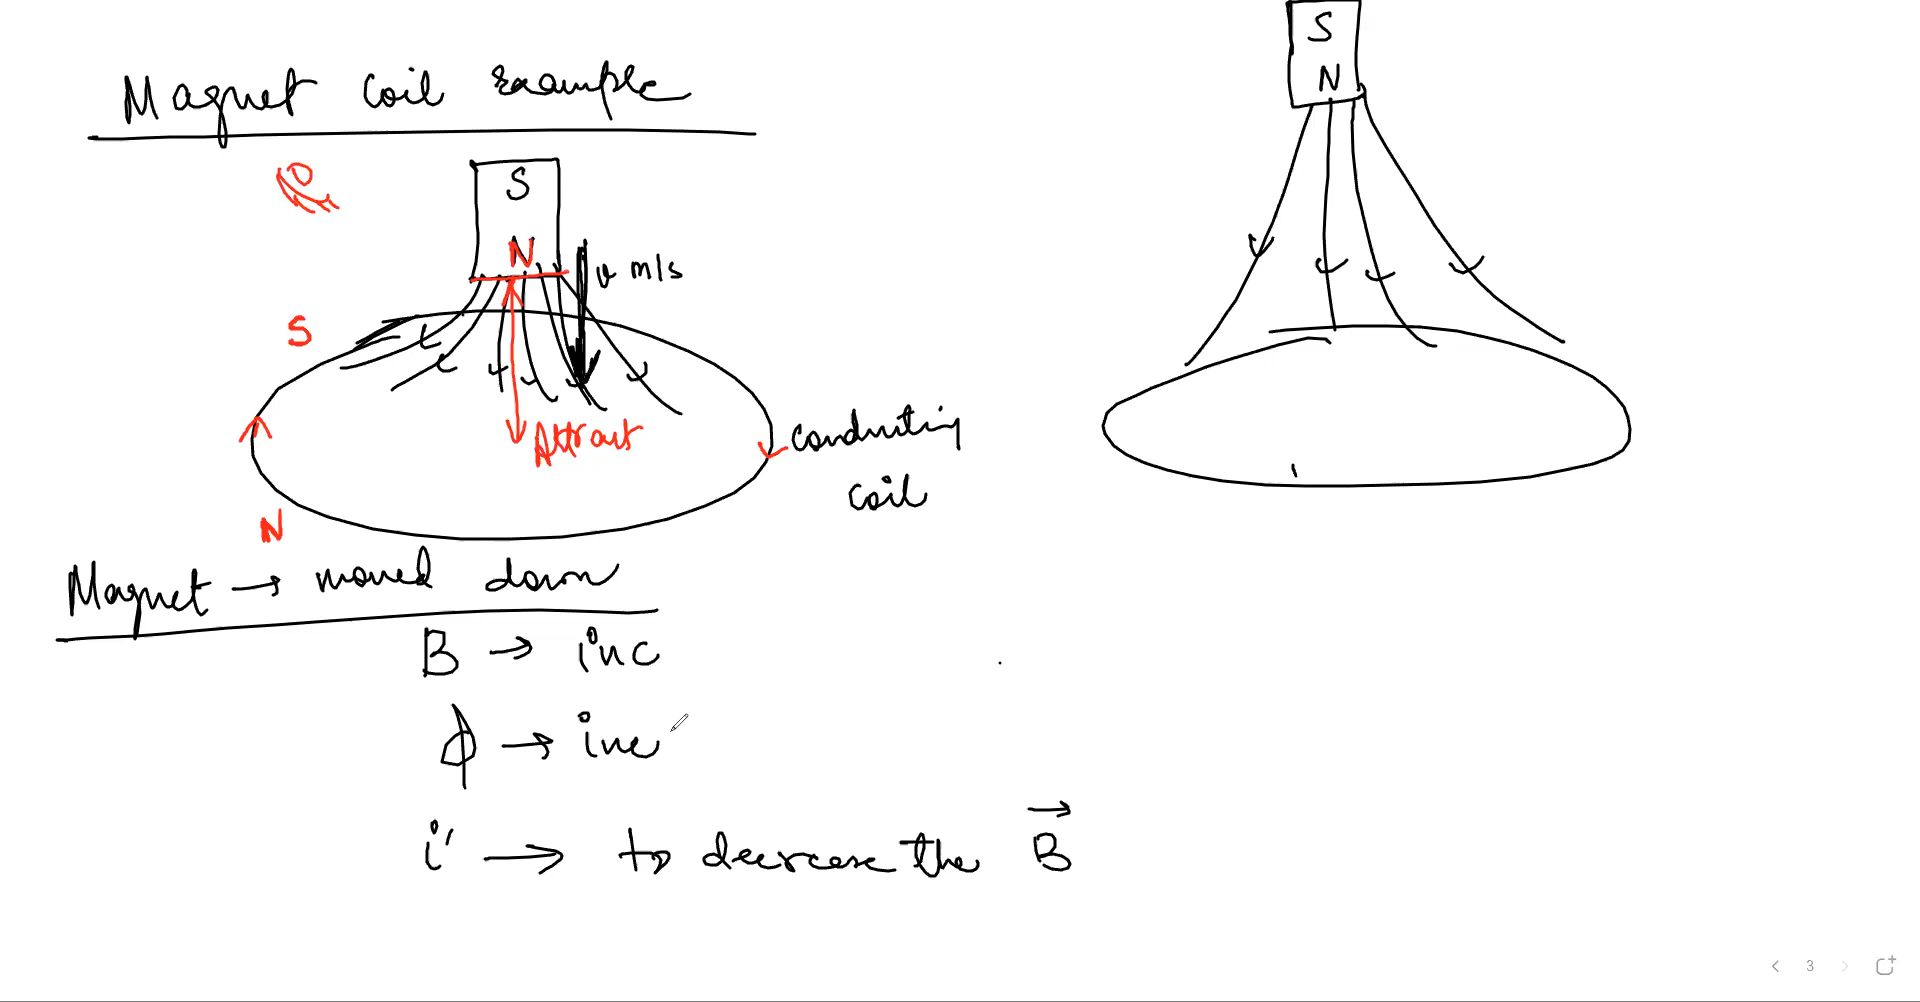 Magnet coil example
S
N
v m/s
S
Attract
conducting
coil
N
S
N
Magnet → moved down
B → inc
ϕ → inc
i' → to decrease the B
3